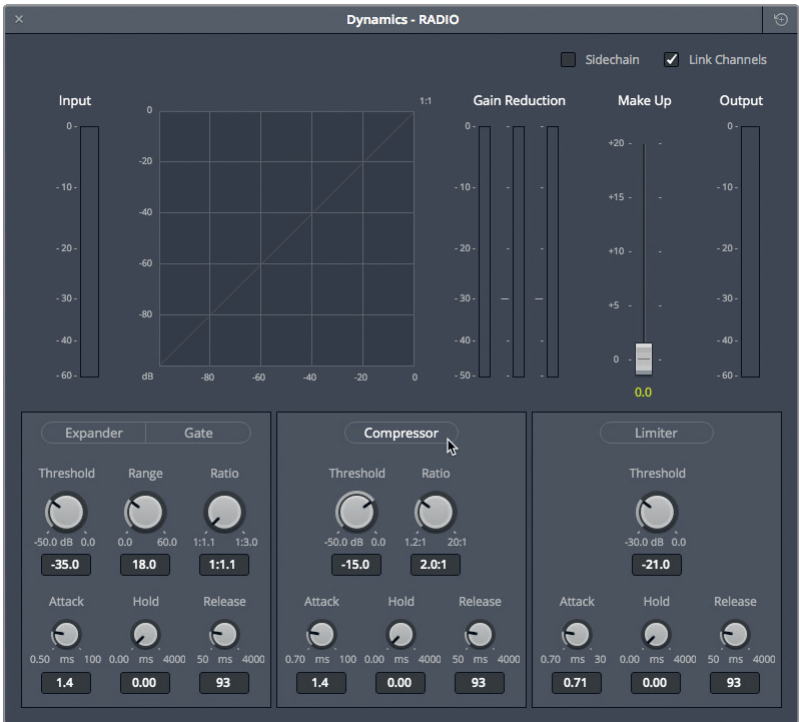 Dynamics - RADIO
Sidechain
Link Channels
Input
Gain Reduction
Make Up
Output
0
-10
-20
-30
-40
-60
0
-20
-40
-60
-80
dB
-80
-60
-40
-20
0
1:1
0
-10
-20
-30
-40
-50
+20
+15
+10
+5
0
0.0
0
-10
-20
-30
-40
-60
Expander
Gate
Threshold
Range
Ratio
-50.0 dB 0.0
0.0 60.0
1:1.1 1:3.0
-35.0
18.0
1:1.1
Attack
Hold
Release
0.50 ms 100
0.00 ms 4000
50 ms 4000
1.4
0.00
93
Compressor
Threshold
Ratio
-50.0 dB 0.0
1.2:1 20:1
-15.0
2.0:1
Attack
Hold
Release
0.70 ms 100
0.00 ms 4000
50 ms 4000
1.4
0.00
93
Limiter
Threshold
-30.0 dB 0.0
-21.0
Attack
Hold
Release
0.70 ms 30
0.00 ms 4000
50 ms 4000
0.71
0.00
93